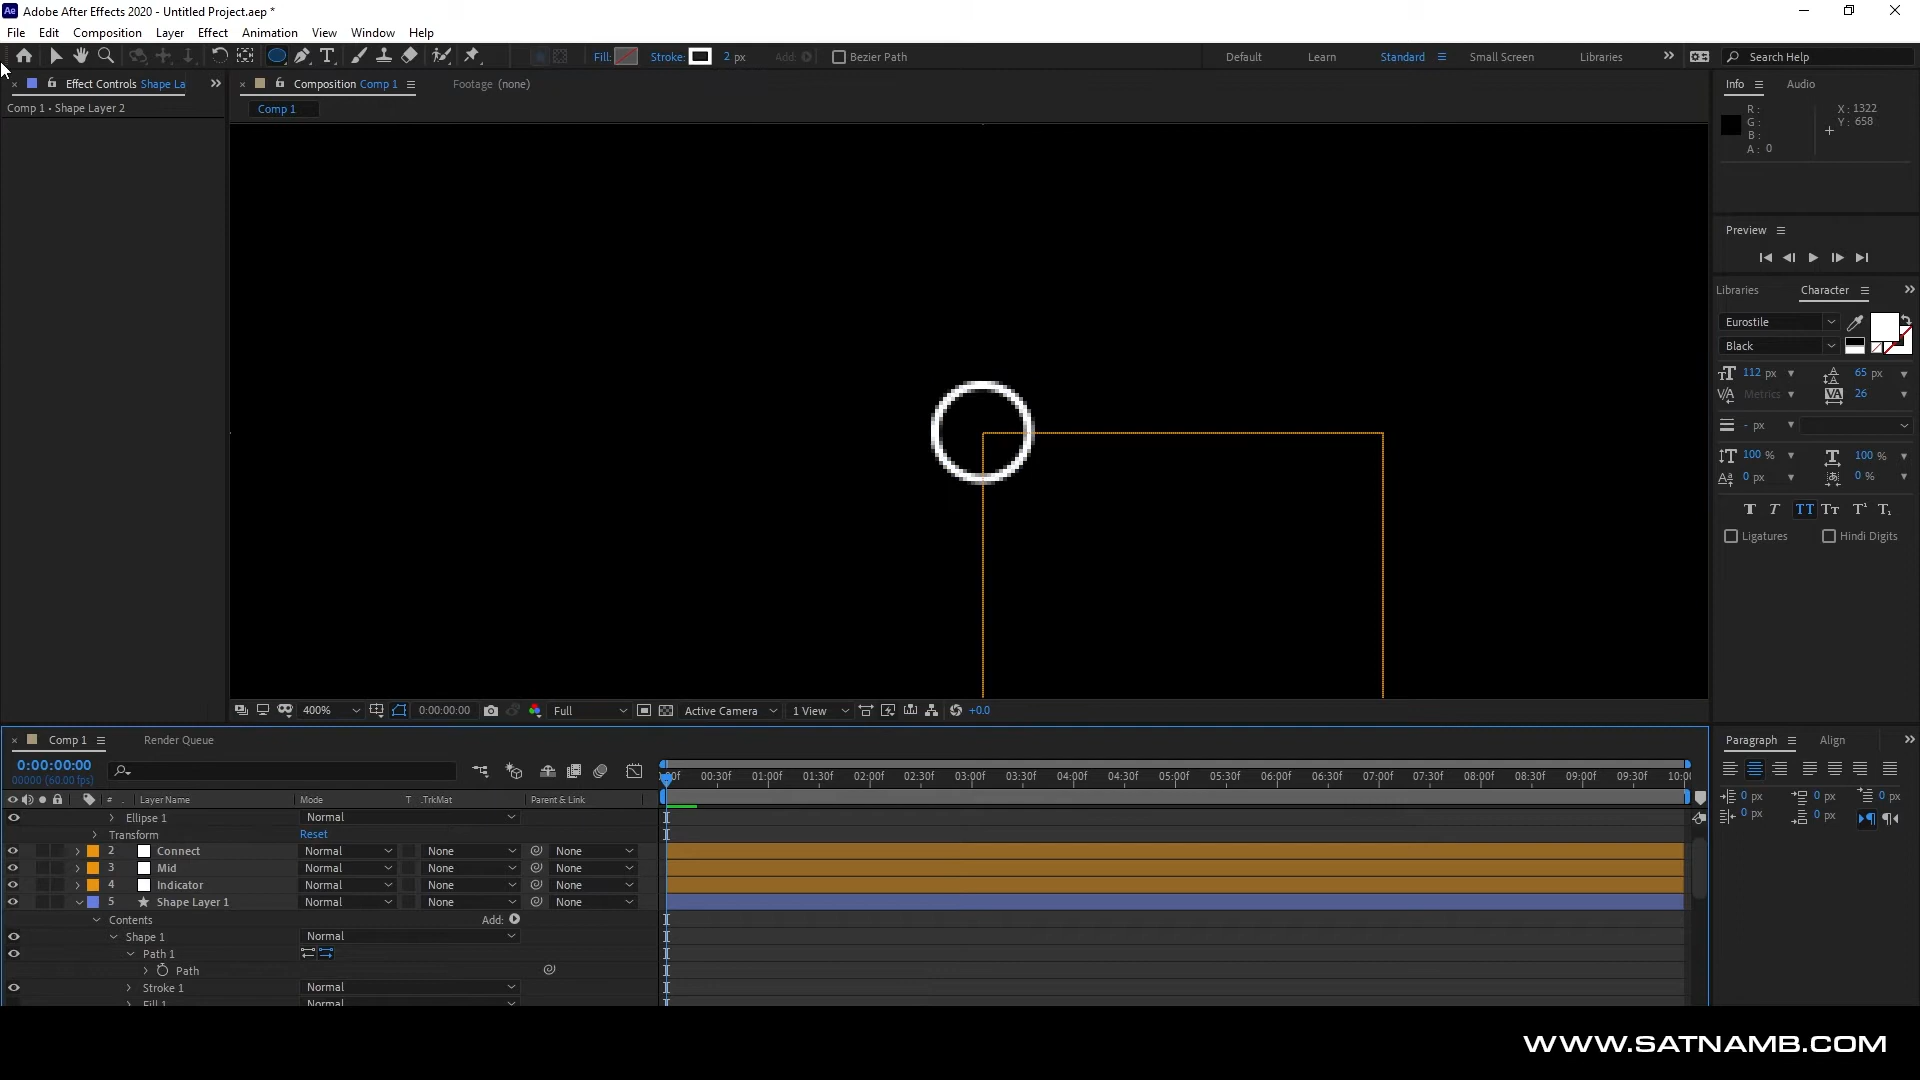 Adobe After Effects 2020 - Untitled Project.aep *
File Edit Composition Layer Effect Animation View Window Help
Fill: Stroke: 2 px Add: Bezier Path Default Learn Standard Small Screen Libraries Search Help
Effect Controls Shape La
Composition Comp 1
Footage (none)
Info
Audio
Comp 1 • Shape Layer 2
Comp 1
R :
G :
B :
A : 0
X : 1322
Y : 658
Preview
Libraries
Character
Eurostile
Black
112 px
65 px
Metrics
26
- px
100 %
100 %
0 px
0 %
Ligatures
Hindi Digits
400%
0:00:00:00
Full
Active Camera
1 View
+0.0
Comp 1
Render Queue
Paragraph
Align
0:00:00:00
00000 (60.00 fps)
:00f 00:30f 01:00f 01:30f 02:00f 02:30f 03:00f 03:30f 04:00f 04:30f 05:00f 05:30f 06:00f 06:30f 07:00f 07:30f 08:00f 08:30f 09:00f 09:30f 10:0
0 px 0 px 0 px
0 px 0 px
# Layer Name Mode T .TrkMat Parent & Link
Ellipse 1 Normal
Transform Reset
2 Connect Normal None None
3 Mid Normal None None
4 Indicator Normal None None
5 Shape Layer 1 Normal None None
Contents Add:
Shape 1 Normal
Path 1
Path
Stroke 1 Normal
Fill 1 Normal
WWW.SATNAMB.COM